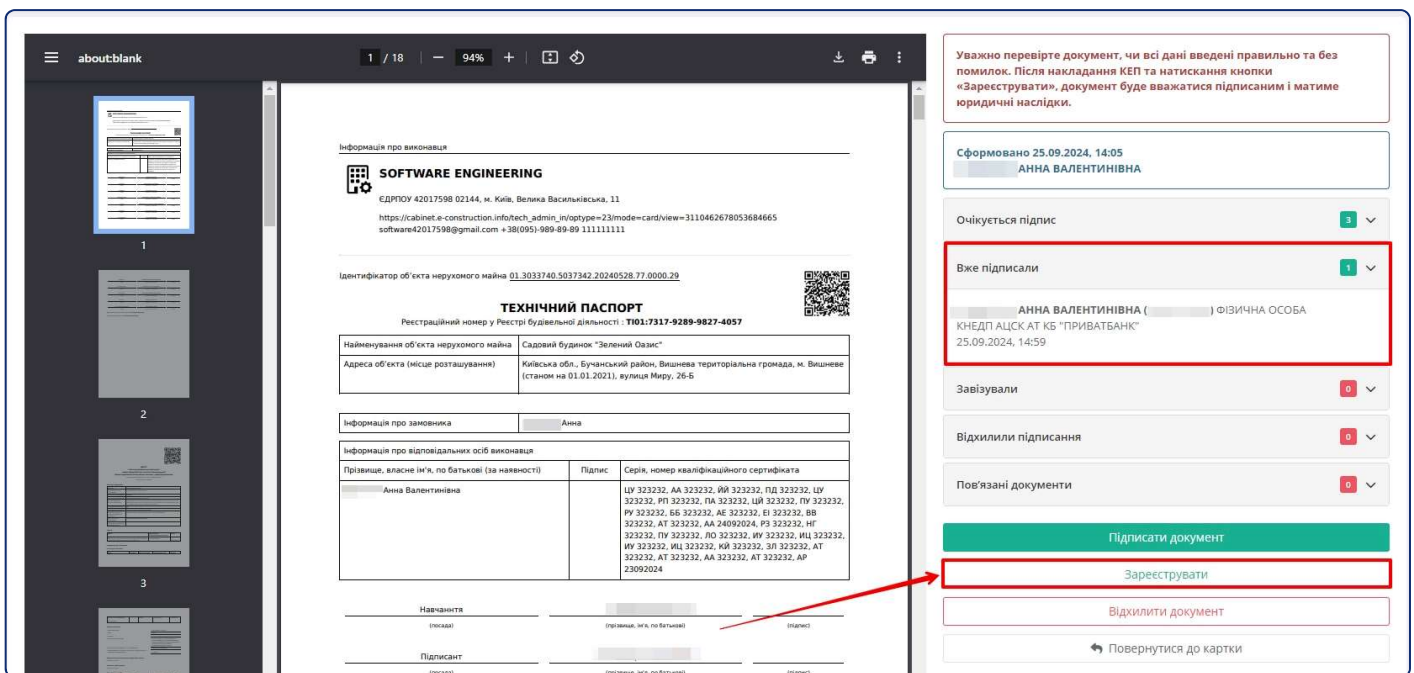 about:blank
1 / 18
94%
1
2
3
Інформація про виконавця
SOFTWARE ENGINEERING
ЄДРПОУ 42017598 02144, м. Київ, Велика Васильківська, 11
https://cabinet.e-construction.info/tech_admin_in/optype=23/mode=card/view=3110462678053684665
software42017598@gmail.com +38(095)-989-89-89 111111111
Ідентифікатор об'єкта нерухомого майна 01.3033740.5037342.20240528.77.0000.29
ТЕХНІЧНИЙ ПАСПОРТ
Реєстраційний номер у Реєстрі будівельної діяльності : ТІ01:7317-9289-9827-4057
Найменування об'єкта нерухомого майна Садовий будинок "Зелений Оазис"
Адреса об'єкта (місце розташування) Київська обл., Бучанський район, Вишнева територіальна громада, м. Вишневе
(станом на 01.01.2021), вулиця Миру, 26-Б
Інформація про замовника Анна
Інформація про відповідальних осіб виконавця
Прізвище, власне ім'я, по батькові (за наявності) Підпис Серія, номер кваліфікаційного сертифіката
Анна Валентинівна ЦУ 323232, АА 323232, ЙЙ 323232, ПД 323232, ЦУ
323232, РП 323232, ПА 323232, ЦЙ 323232, ПУ 323232,
РУ 323232, ББ 323232, АЕ 323232, ЕІ 323232, ВВ
323232, АТ 323232, АА 24092024, РЗ 323232, НГ
323232, ПУ 323232, ЛО 323232, ИУ 323232, ИЦ 323232,
ИУ 323232, ИЦ 323232, КЙ 323232, ЗЛ 323232, АТ
323232, АТ 323232, АА 323232, АТ 323232, АР
23092024
Навчаннтя
(посада) (прізвище, ім'я, по батькові) (підпис)
Підписант
(посада) (прізвище, ім'я, по батькові) (підпис)
Уважно перевірте документ, чи всі дані введені правильно та без
помилок. Після накладання КЕП та натискання кнопки
«Зареєструвати», документ буде вважатися підписаним і матиме
юридичні наслідки.
Сформовано 25.09.2024, 14:05
АННА ВАЛЕНТИНІВНА
Очікується підпис 3
Вже підписали 1
АННА ВАЛЕНТИНІВНА ( ) ФІЗИЧНА ОСОБА
КНЕДП АЦСК АТ КБ "ПРИВАТБАНК"
25.09.2024, 14:59
Завізували 0
Відхилили підписання 0
Пов'язані документи 0
Підписати документ
Зареєструвати
Відхилити документ
Повернутися до картки